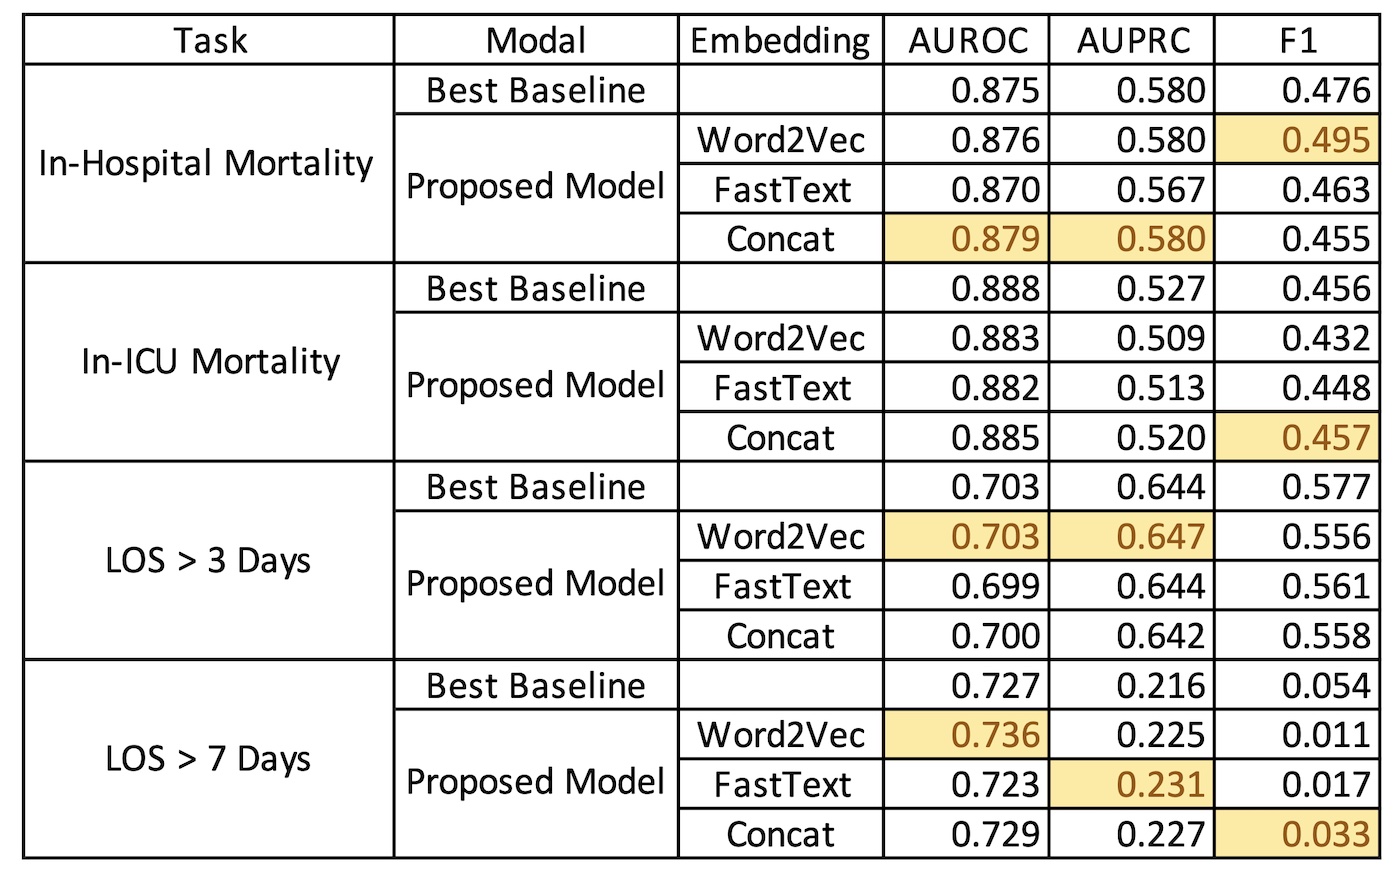 Task Modal Embedding AUROC AUPRC F1
In-Hospital Mortality Best Baseline 0.875 0.580 0.476
Proposed Model Word2Vec 0.876 0.580 0.495
FastText 0.870 0.567 0.463
Concat 0.879 0.580 0.455
In-ICU Mortality Best Baseline 0.888 0.527 0.456
Proposed Model Word2Vec 0.883 0.509 0.432
FastText 0.882 0.513 0.448
Concat 0.885 0.520 0.457
LOS > 3 Days Best Baseline 0.703 0.644 0.577
Proposed Model Word2Vec 0.703 0.647 0.556
FastText 0.699 0.644 0.561
Concat 0.700 0.642 0.558
LOS > 7 Days Best Baseline 0.727 0.216 0.054
Proposed Model Word2Vec 0.736 0.225 0.011
FastText 0.723 0.231 0.017
Concat 0.729 0.227 0.033